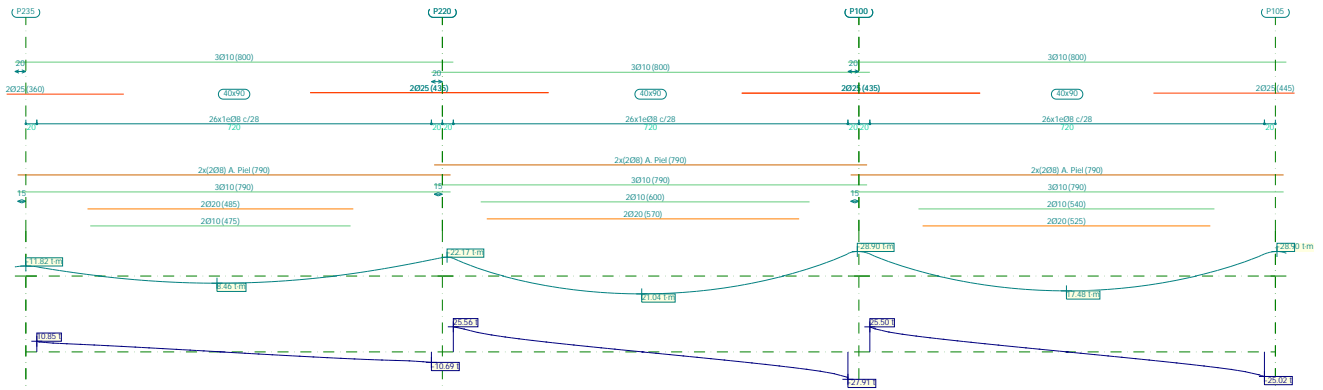 P235 P220 P100 P105
3Ø10 (800) 3Ø10 (800)
20 20
3Ø10 (800)
20
2Ø25 (360) 40x90 2Ø25 (435) 40x90 2Ø25 (435) 40x90 2Ø25 (445)
26x1eØ8 c/28 26x1eØ8 c/28 26x1eØ8 c/28
20 720 20 20 720 20 20 720 20
2x(2Ø8) A. Piel (790)
2x(2Ø8) A. Piel (790) 2x(2Ø8) A. Piel (790)
3Ø10 (790)
3Ø10 (790) 3Ø10 (790)
15 15 15
2Ø10 (600)
2Ø20 (485) 2Ø10 (540)
2Ø20 (570)
2Ø10 (475) 2Ø20 (525)
-28.90 t·m -28.90 t·m
-22.17 t·m
-11.82 t·m
8.46 t·m
17.48 t·m
21.04 t·m
25.56 t 25.50 t
10.85 t
-10.69 t
-25.02 t
-27.91 t